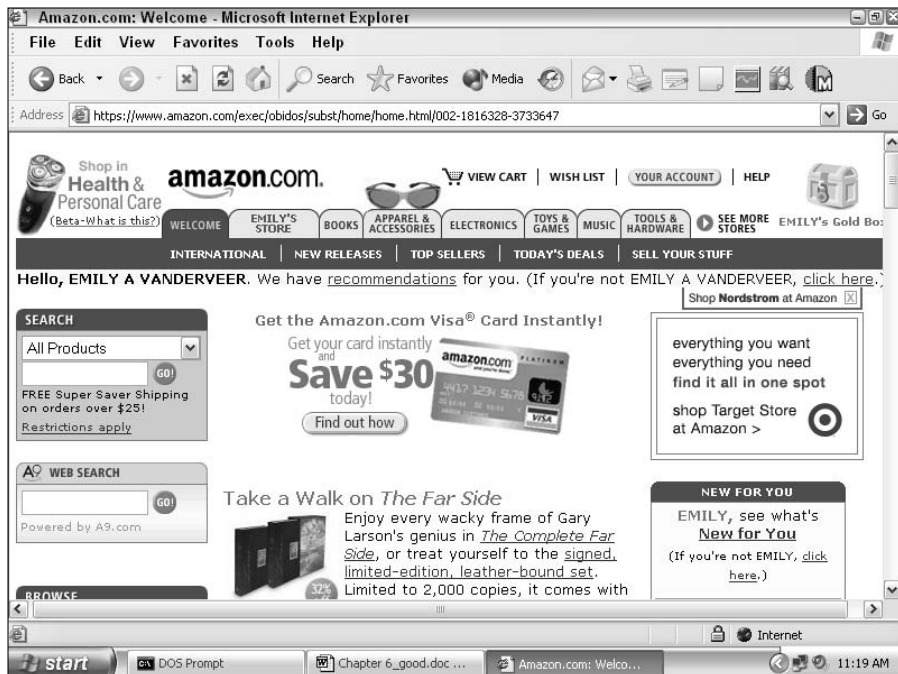 Amazon.com: Welcome - Microsoft Internet Explorer
File Edit View Favorites Tools Help
Back Search Favorites Media
Address https://www.amazon.com/exec/obidos/subst/home/home.html/002-1816328-3733647 Go
Shop in
Health &
Personal Care
(Beta-What is this?)
amazon.com.
VIEW CART | WISH LIST | YOUR ACCOUNT | HELP
WELCOME
EMILY'S
STORE
BOOKS
APPAREL &
ACCESSORIES
ELECTRONICS
TOYS &
GAMES
MUSIC
TOOLS &
HARDWARE
SEE MORE
STORES
EMILY's Gold Bo
INTERNATIONAL | NEW RELEASES | TOP SELLERS | TODAY'S DEALS | SELL YOUR STUFF
Hello, EMILY A VANDERVEER. We have recommendations for you. (If you're not EMILY A VANDERVEER, click here.)
SEARCH
All Products
GO!
FREE Super Saver Shipping
on orders over $25!
Restrictions apply
A9 WEB SEARCH
GO!
Powered by A9.com
BROWSE
Get the Amazon.com Visa® Card Instantly!
Get your card instantly
and
Save $30
today!
Find out how
amazon.com PLATINUM
4417 1234 5678 9112
VISA
Take a Walk on The Far Side
Enjoy every wacky frame of Gary
Larson's genius in The Complete Far
Side, or treat yourself to the signed,
limited-edition, leather-bound set.
Limited to 2,000 copies, it comes with
32%
Shop Nordstrom at Amazon X
everything you want
everything you need
find it all in one spot
shop Target Store
at Amazon >
NEW FOR YOU
EMILY, see what's
New for You
(If you're not EMILY, click
here.)
Internet
start
DOS Prompt
Chapter 6_good.doc ...
Amazon.com: Welco...
11:19 AM